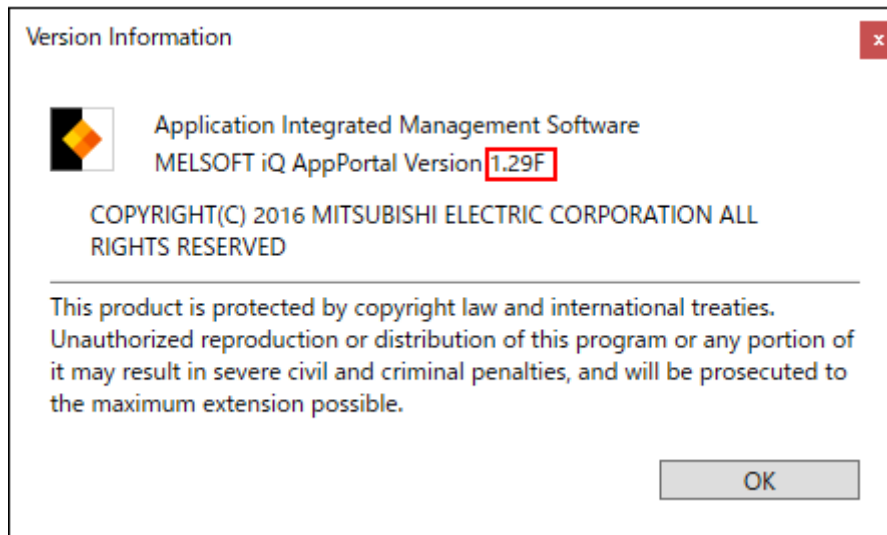 Version Information
x
Application Integrated Management Software
MELSOFT iQ AppPortal Version 1.29F
COPYRIGHT(C) 2016 MITSUBISHI ELECTRIC CORPORATION ALL
RIGHTS RESERVED
This product is protected by copyright law and international treaties.
Unauthorized reproduction or distribution of this program or any portion of
it may result in severe civil and criminal penalties, and will be prosecuted to
the maximum extension possible.
OK